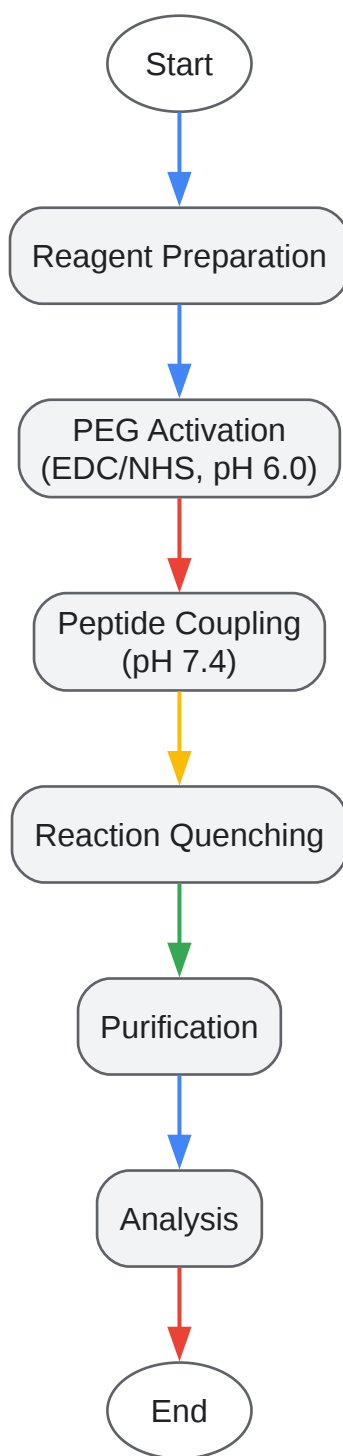 Start
Reagent Preparation
PEG Activation
(EDC/NHS, pH 6.0)
Peptide Coupling
(pH 7.4)
Reaction Quenching
Purification
Analysis
End